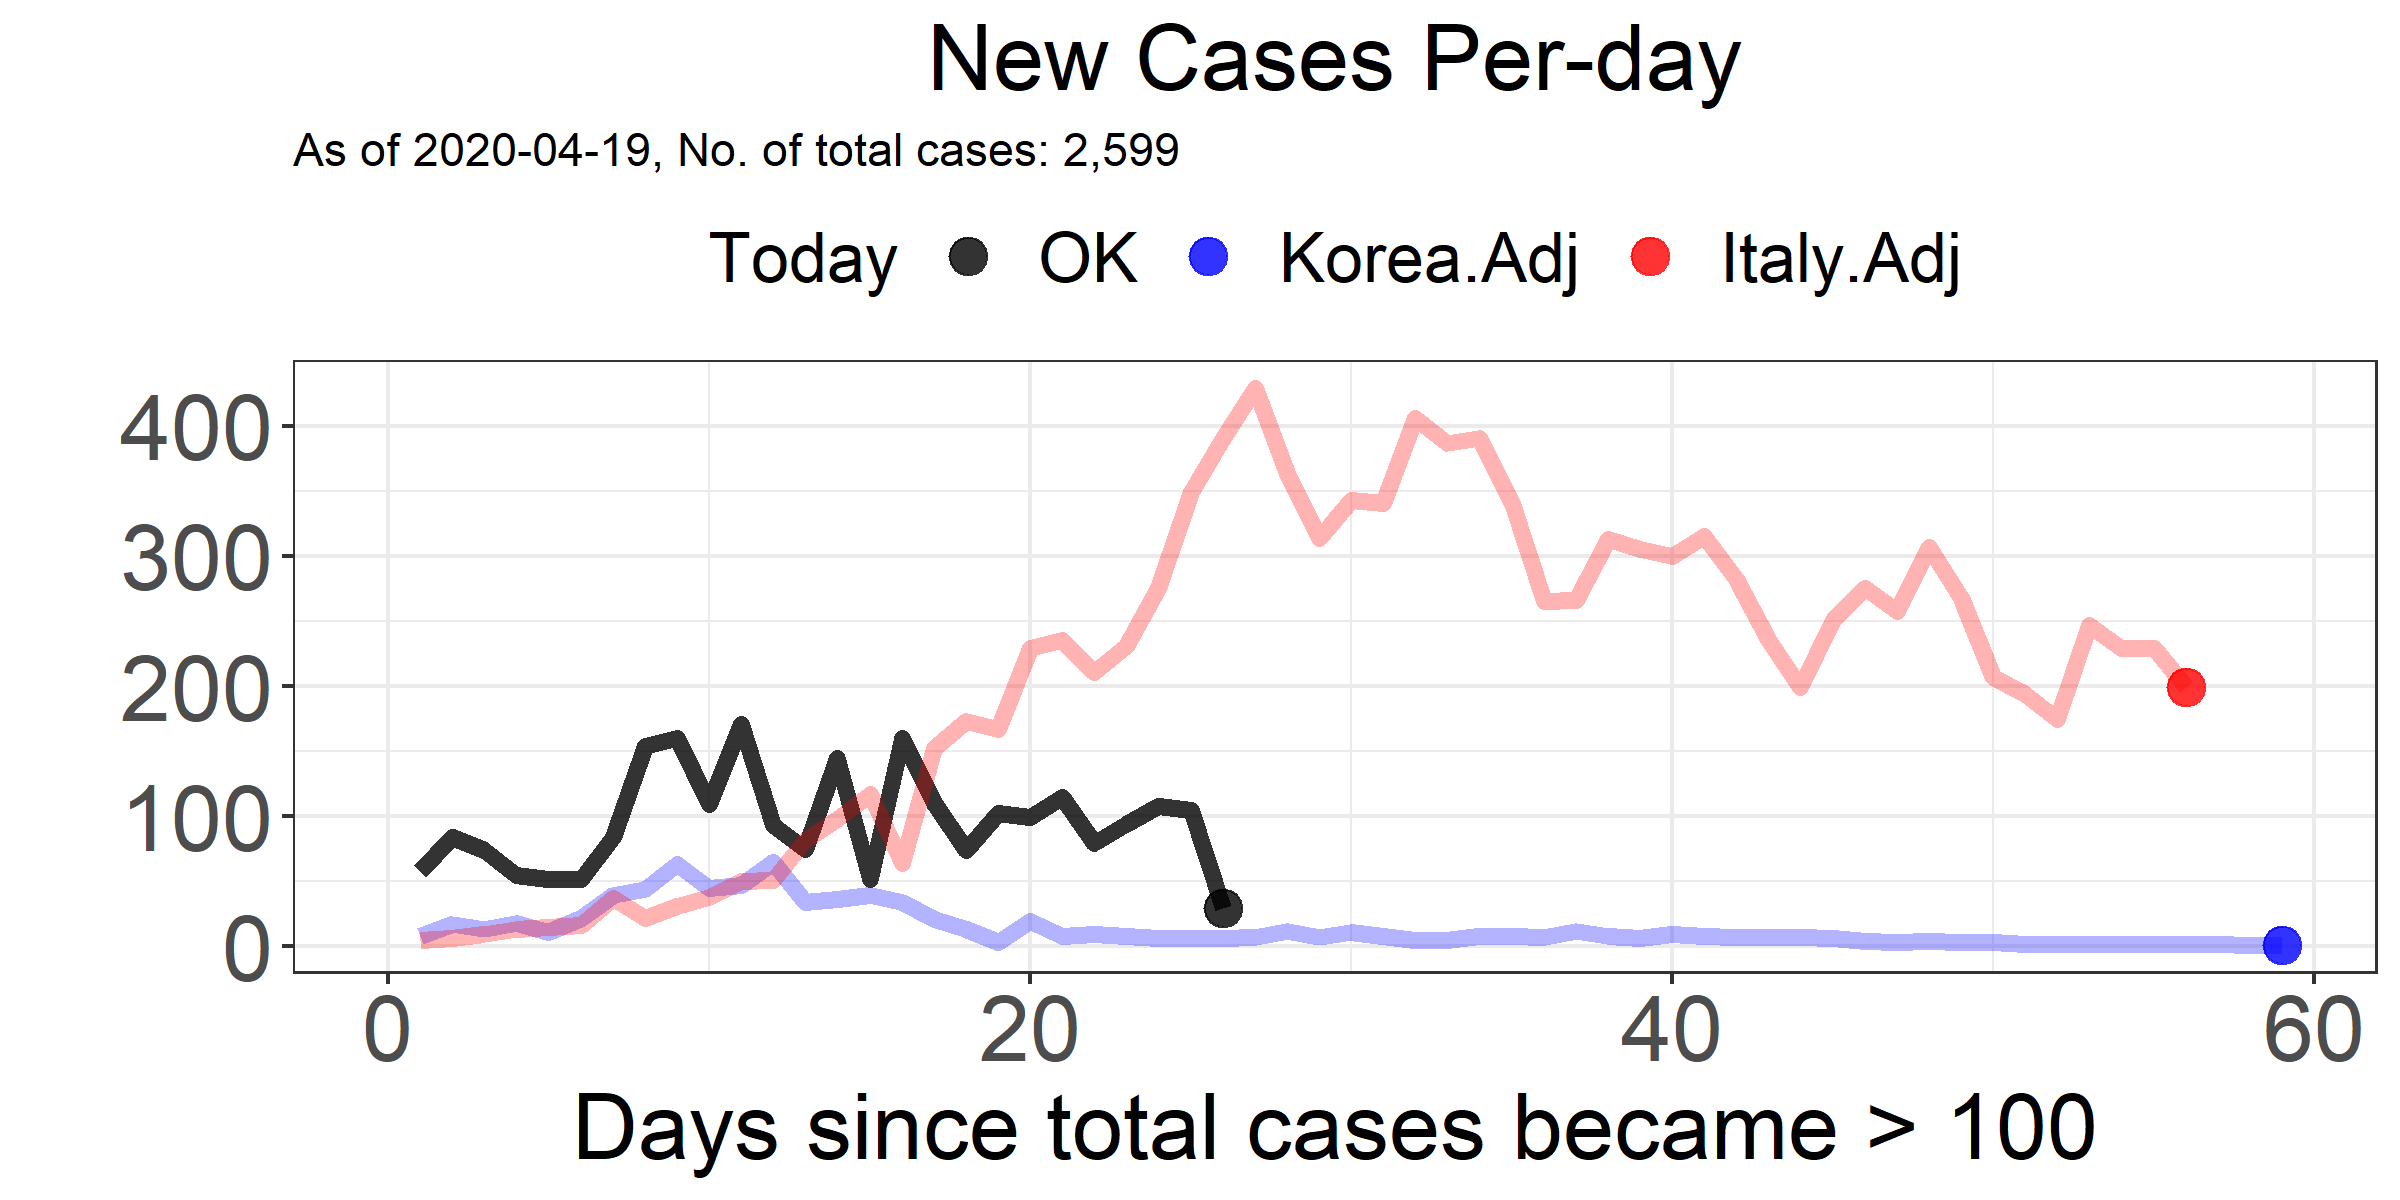 New Cases Per-day
As of 2020-04-19, No. of total cases: 2,599
Today OK Korea.Adj Italy.Adj
400
300
200
100
0
0 20 40 60
Days since total cases became > 100